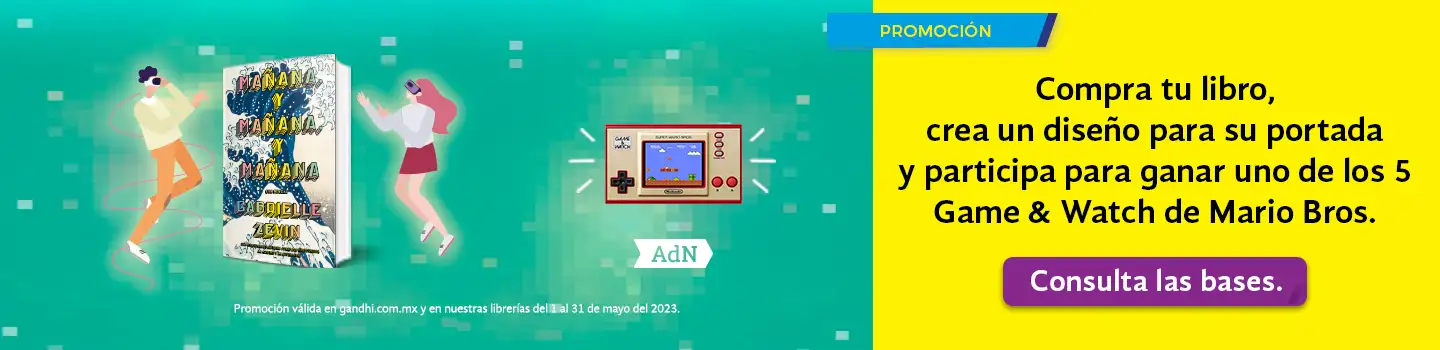 MAÑANA,
Y
MAÑANA,
Y
MAÑANA
GABRIELLE
ZEVIN
SUPER MARIO BROS.
GAME
& WATCH
Nintendo
AdN
Promoción válida en gandhi.com.mx y en nuestras librerías del 1 al 31 de mayo del 2023.
PROMOCIÓN
Compra tu libro,
crea un diseño para su portada
y participa para ganar uno de los 5
Game & Watch de Mario Bros.
Consulta las bases.